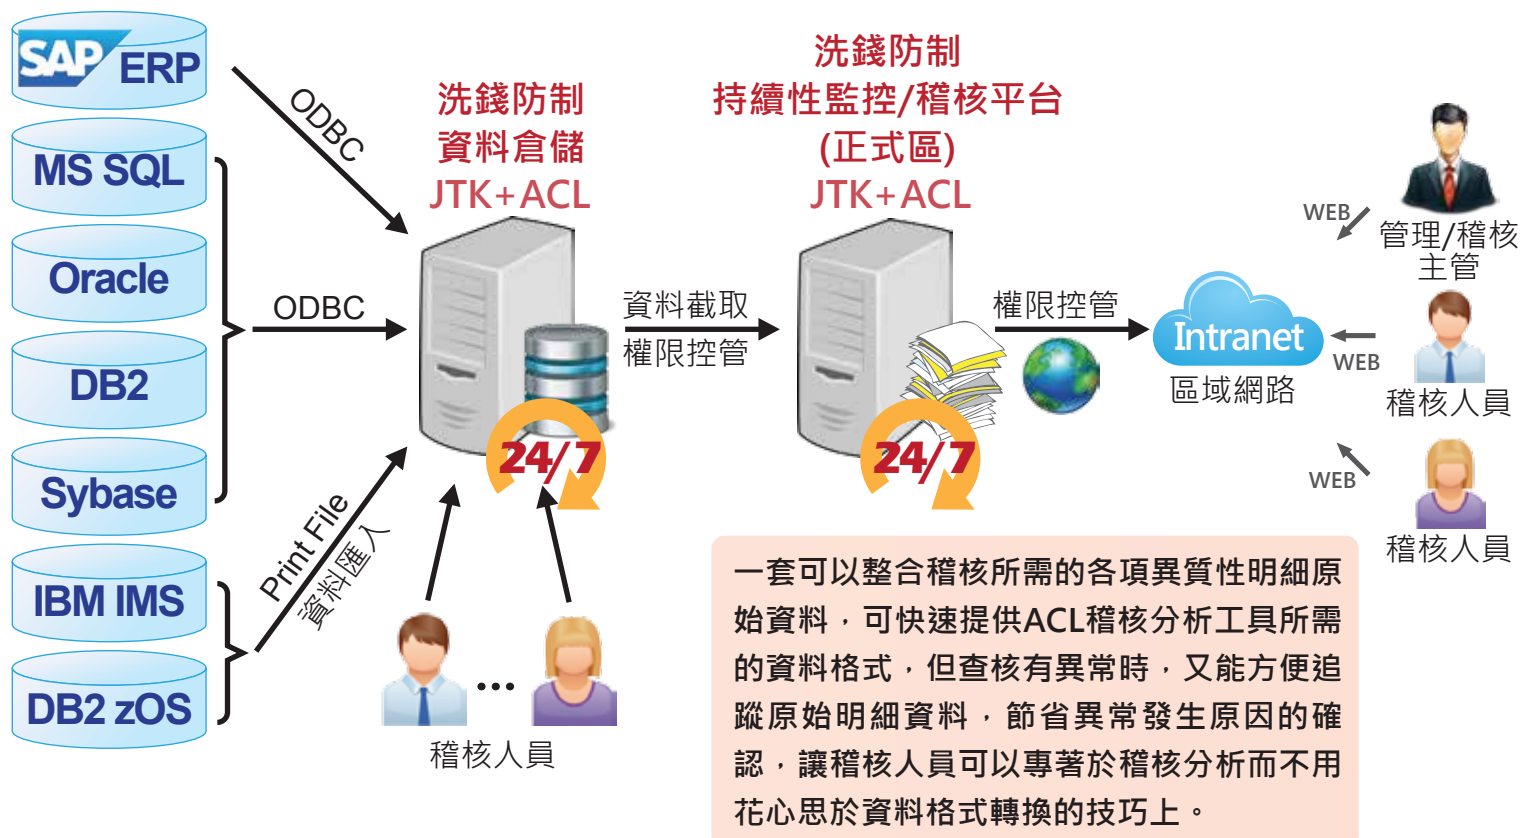 SAP ERP
MS SQL
Oracle
DB2
Sybase
IBM IMS
DB2 zOS
ODBC
ODBC
Print File
資料匯入
洗錢防制
資料倉儲
JTK+ACL
24/7
稽核人員
...
資料截取
權限控管
洗錢防制
持續性監控/稽核平台
(正式區)
JTK+ACL
24/7
權限控管
Intranet
區域網路
WEB
管理/稽核
主管
WEB
稽核人員
WEB
稽核人員
一套可以整合稽核所需的各項異質性明細原
始資料，可快速提供ACL稽核分析工具所需
的資料格式，但查核有異常時，又能方便追
蹤原始明細資料，節省異常發生原因的確
認，讓稽核人員可以專著於稽核分析而不用
花心思於資料格式轉換的技巧上。